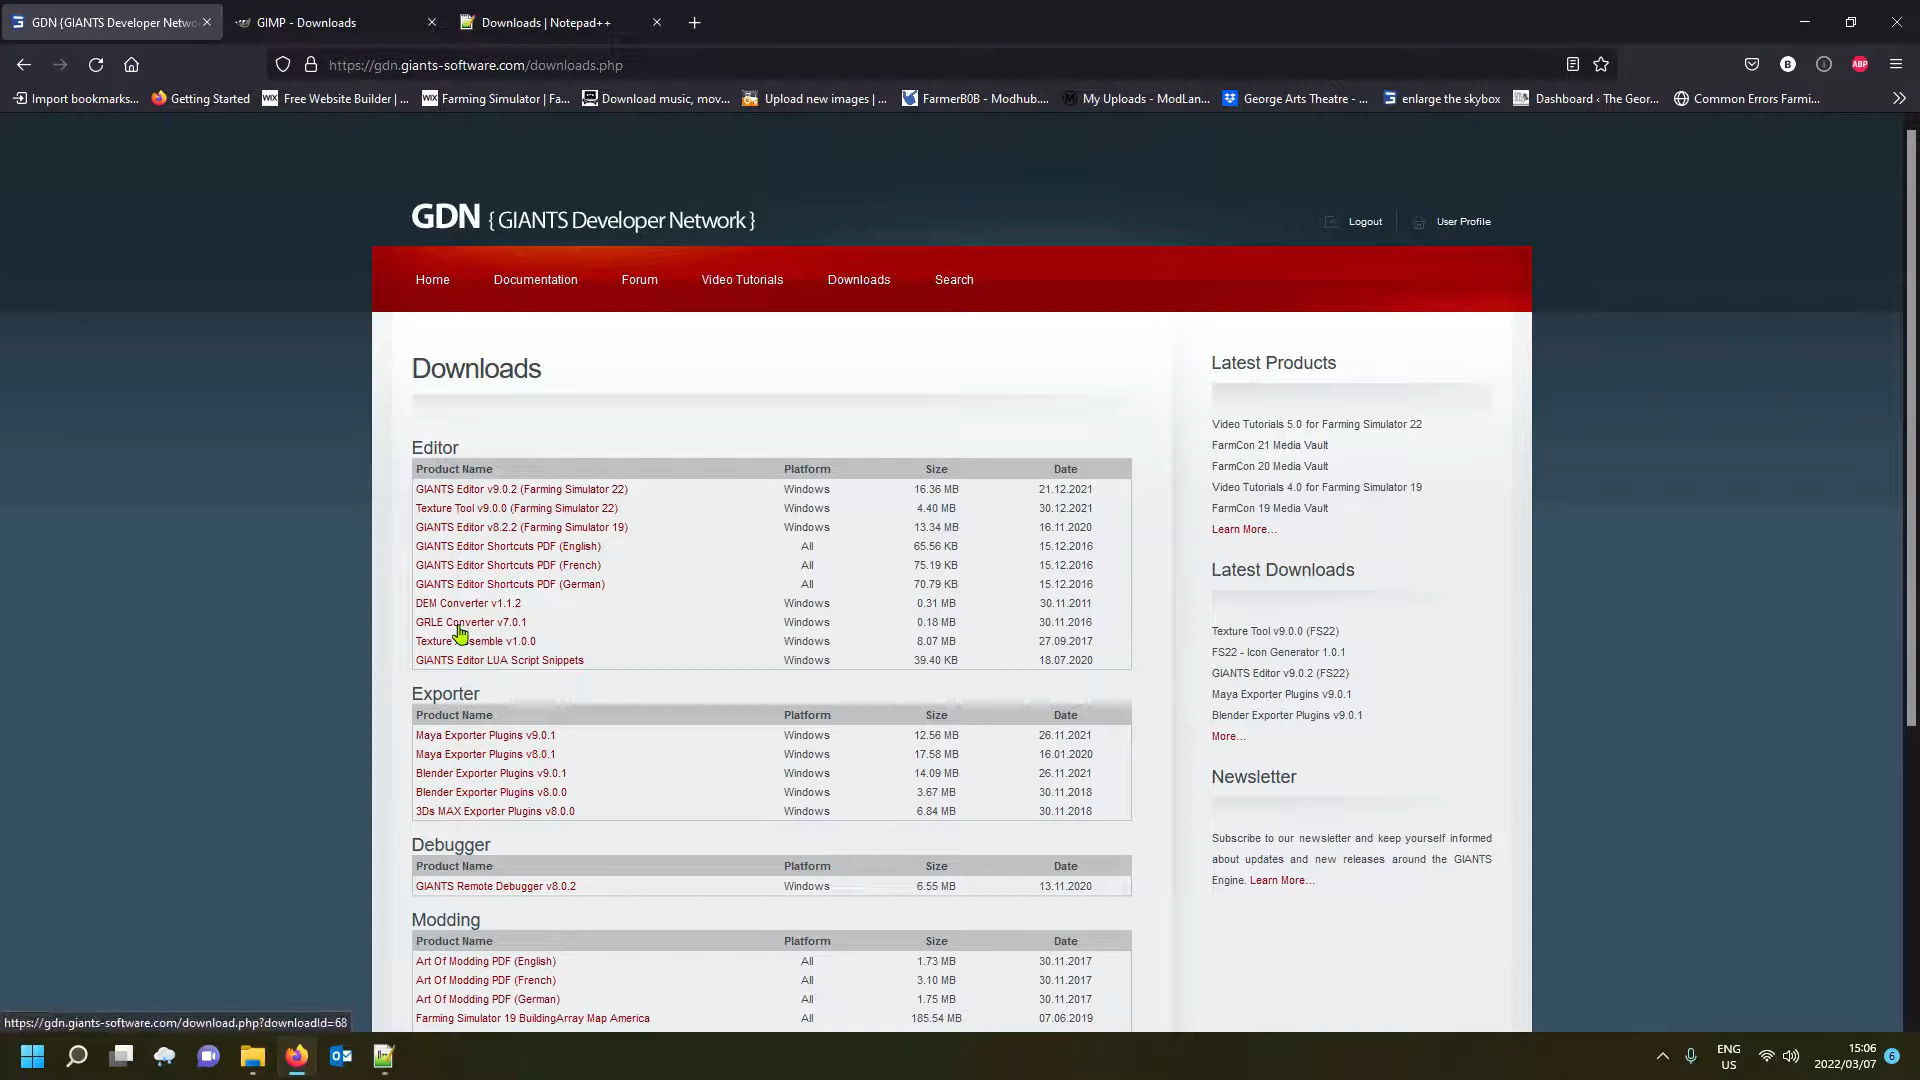 GDN {GIANTS Developer Netwo
GIMP - Downloads
Downloads | Notepad++
https://gdn.giants-software.com/downloads.php
Import bookmarks...
Getting Started
Free Website Builder | ...
Farming Simulator | Fa...
Download music, mov...
Upload new images | ...
FarmerB0B - Modhub....
My Uploads - ModLan...
George Arts Theatre - ...
enlarge the skybox
Dashboard ‹ The Geor...
Common Errors Farmi...
GDN { GIANTS Developer Network }
Logout
User Profile
Home
Documentation
Forum
Video Tutorials
Downloads
Search
Downloads
Editor
Product Name Platform Size Date
GIANTS Editor v9.0.2 (Farming Simulator 22) Windows 16.36 MB 21.12.2021
Texture Tool v9.0.0 (Farming Simulator 22) Windows 4.40 MB 30.12.2021
GIANTS Editor v8.2.2 (Farming Simulator 19) Windows 13.34 MB 16.11.2020
GIANTS Editor Shortcuts PDF (English) All 65.56 KB 15.12.2016
GIANTS Editor Shortcuts PDF (French) All 75.19 KB 15.12.2016
GIANTS Editor Shortcuts PDF (German) All 70.79 KB 15.12.2016
DEM Converter v1.1.2 Windows 0.31 MB 30.11.2011
GRLE Converter v7.0.1 Windows 0.18 MB 30.11.2016
Texture v1.0.0 Windows 8.07 MB 27.09.2017
GIANTS Editor LUA Script Snippets Windows 39.40 KB 18.07.2020
Exporter
Product Name Platform Size Date
Maya Exporter Plugins v9.0.1 Windows 12.56 MB 26.11.2021
Maya Exporter Plugins v8.0.1 Windows 17.58 MB 16.01.2020
Blender Exporter Plugins v9.0.1 Windows 14.09 MB 26.11.2021
Blender Exporter Plugins v8.0.0 Windows 3.67 MB 30.11.2018
3Ds MAX Exporter Plugins v8.0.0 Windows 6.84 MB 30.11.2018
Debugger
Product Name Platform Size Date
GIANTS Remote Debugger v8.0.2 Windows 6.55 MB 13.11.2020
Modding
Product Name Platform Size Date
Art Of Modding PDF (English) All 1.73 MB 30.11.2017
Art Of Modding PDF (French) All 3.10 MB 30.11.2017
Art Of Modding PDF (German) All 1.75 MB 30.11.2017
Farming Simulator 19 BuildingArray Map America All 185.54 MB 07.06.2019
Latest Products
Video Tutorials 5.0 for Farming Simulator 22
FarmCon 21 Media Vault
FarmCon 20 Media Vault
Video Tutorials 4.0 for Farming Simulator 19
FarmCon 19 Media Vault
Learn More...
Latest Downloads
Texture Tool v9.0.0 (FS22)
FS22 - Icon Generator 1.0.1
GIANTS Editor v9.0.2 (FS22)
Maya Exporter Plugins v9.0.1
Blender Exporter Plugins v9.0.1
More...
Newsletter
Subscribe to our newsletter and keep yourself informed
about updates and new releases around the GIANTS
Engine. Learn More...
https://gdn.giants-software.com/download.php?downloadId=68
ENG
US
15:06
2022/03/07
6